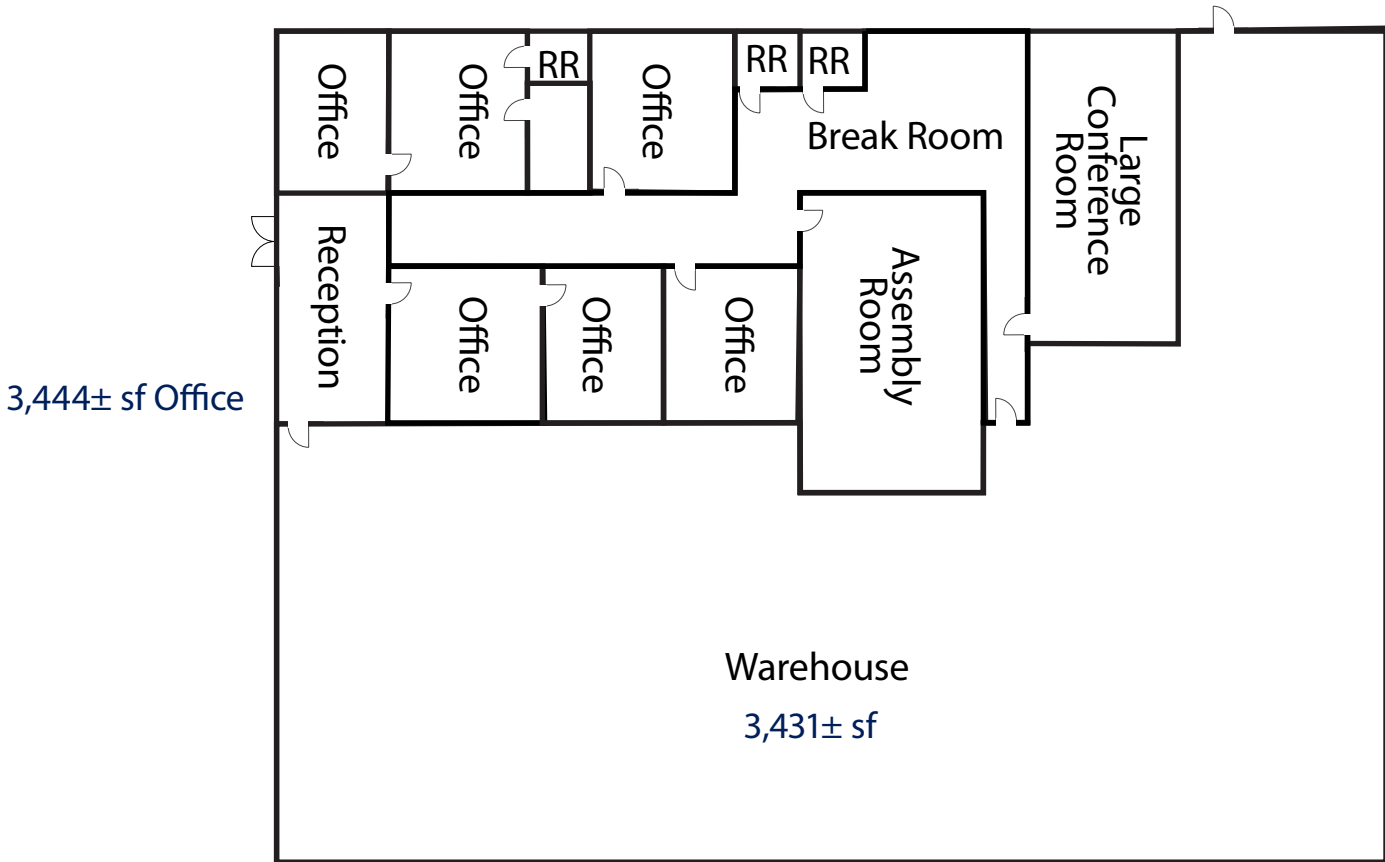 Office
Office
RR
Office
RR
RR
Break Room
Large
Conference
Room
Reception
Office
Office
Office
Assembly
Room
3,444± sf Office
Warehouse
3,431± sf